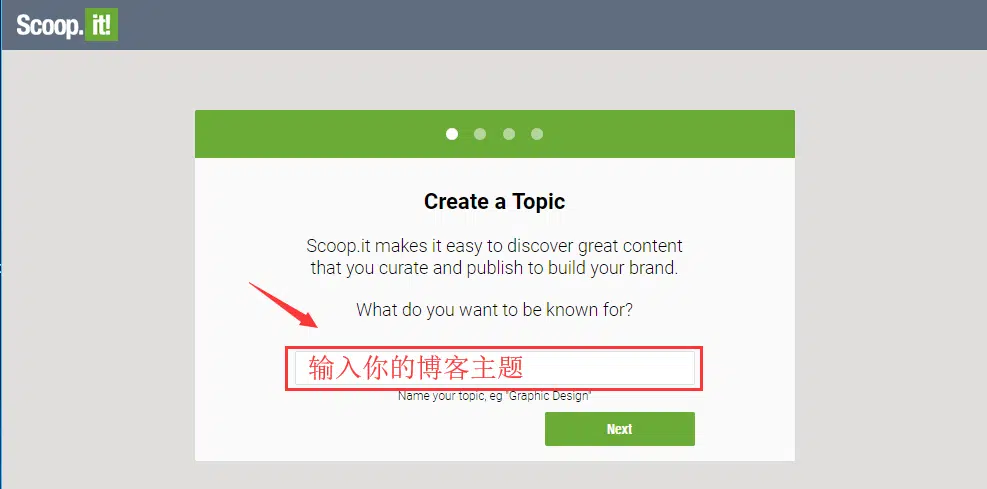 Scoop.it!
Create a Topic
Scoop.it makes it easy to discover great content
that you curate and publish to build your brand.
What do you want to be known for?
输入你的博客主题
Name your topic, eg "Graphic Design"
Next